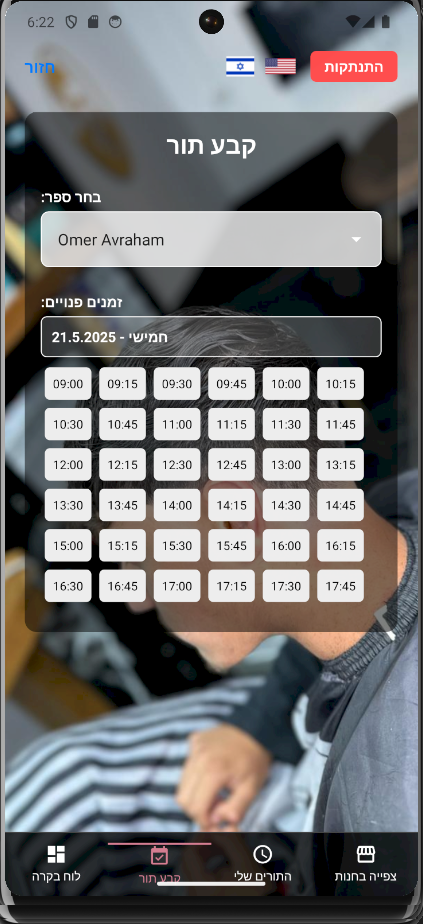 6:22
חזור
התנתקות
קבע תור
בחר ספר:
Omer Avraham
זמנים פנויים:
חמישי - 21.5.2025
09:00 09:15 09:30 09:45 10:00 10:15
10:30 10:45 11:00 11:15 11:30 11:45
12:00 12:15 12:30 12:45 13:00 13:15
13:30 13:45 14:00 14:15 14:30 14:45
15:00 15:15 15:30 15:45 16:00 16:15
16:30 16:45 17:00 17:15 17:30 17:45
צפייה בחנות התורים שלי קבע תור לוח בקרה